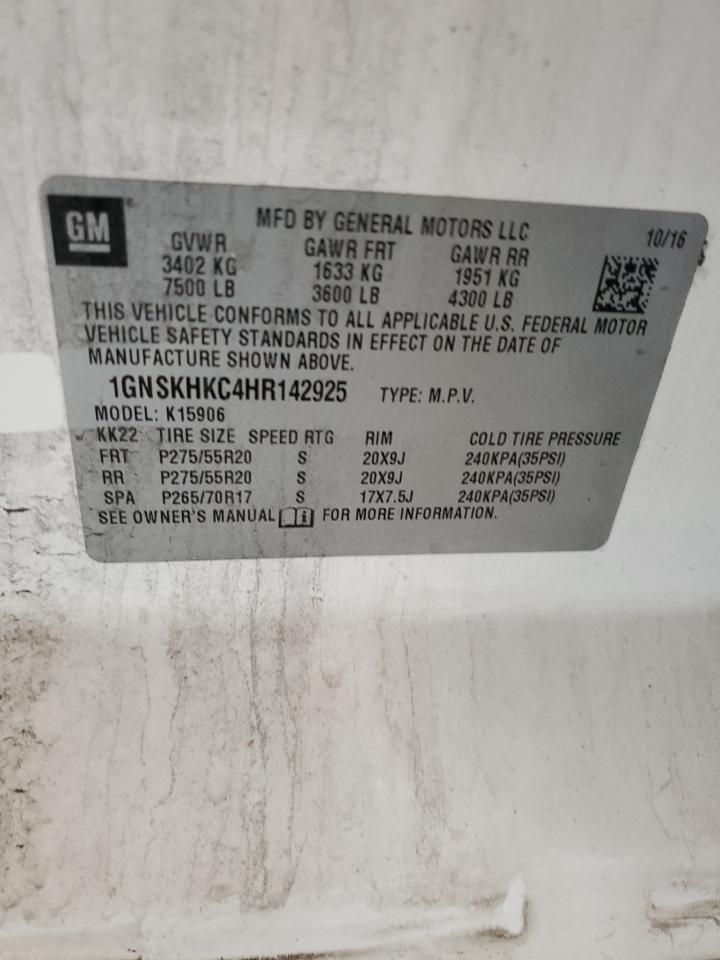 GM
MFD BY GENERAL MOTORS LLC 10/16
GVWR GAWR FRT GAWR RR
3402 KG 1633 KG 1951 KG
7500 LB 3600 LB 4300 LB
THIS VEHICLE CONFORMS TO ALL APPLICABLE U.S. FEDERAL MOTOR
VEHICLE SAFETY STANDARDS IN EFFECT ON THE DATE OF
MANUFACTURE SHOWN ABOVE.
1GNSKHKC4HR142925 TYPE: M.P.V.
MODEL: K15906
KK22 TIRE SIZE SPEED RTG RIM COLD TIRE PRESSURE
FRT P275/55R20 S 20X9J 240KPA(35PSI)
RR P275/55R20 S 20X9J 240KPA(35PSI)
SPA P265/70R17 S 17X7.5J 240KPA(35PSI)
SEE OWNER'S MANUAL i FOR MORE INFORMATION.